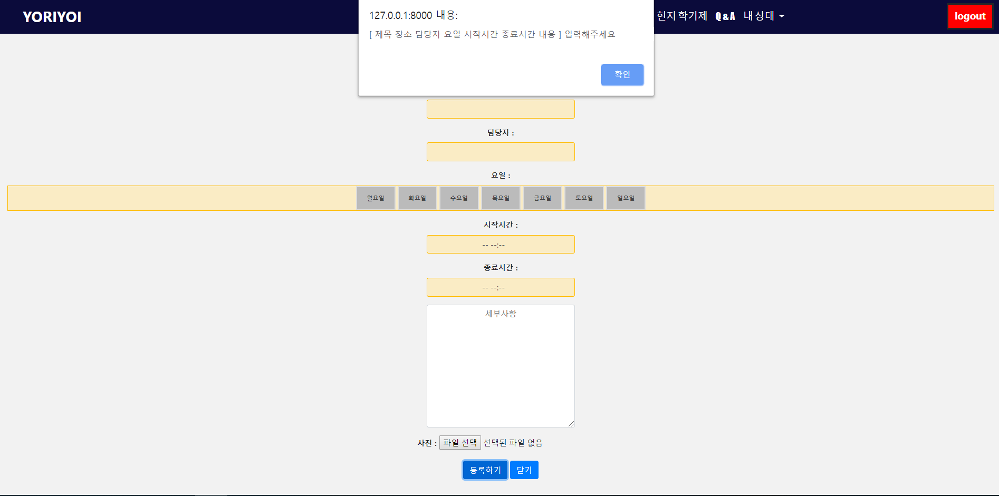 YORIYOI
현지 학기제 Q&A 내 상태
logout
127.0.0.1:8000 내용:
[ 제목 장소 담당자 요일 시작시간 종료시간 내용 ] 입력해주세요
확인
담당자 :
요일 :
월요일 화요일 수요일 목요일 금요일 토요일 일요일
시작시간 :
-- --:--
종료시간 :
-- --:--
세부사항
사진 : 파일 선택 선택된 파일 없음
등록하기 닫기